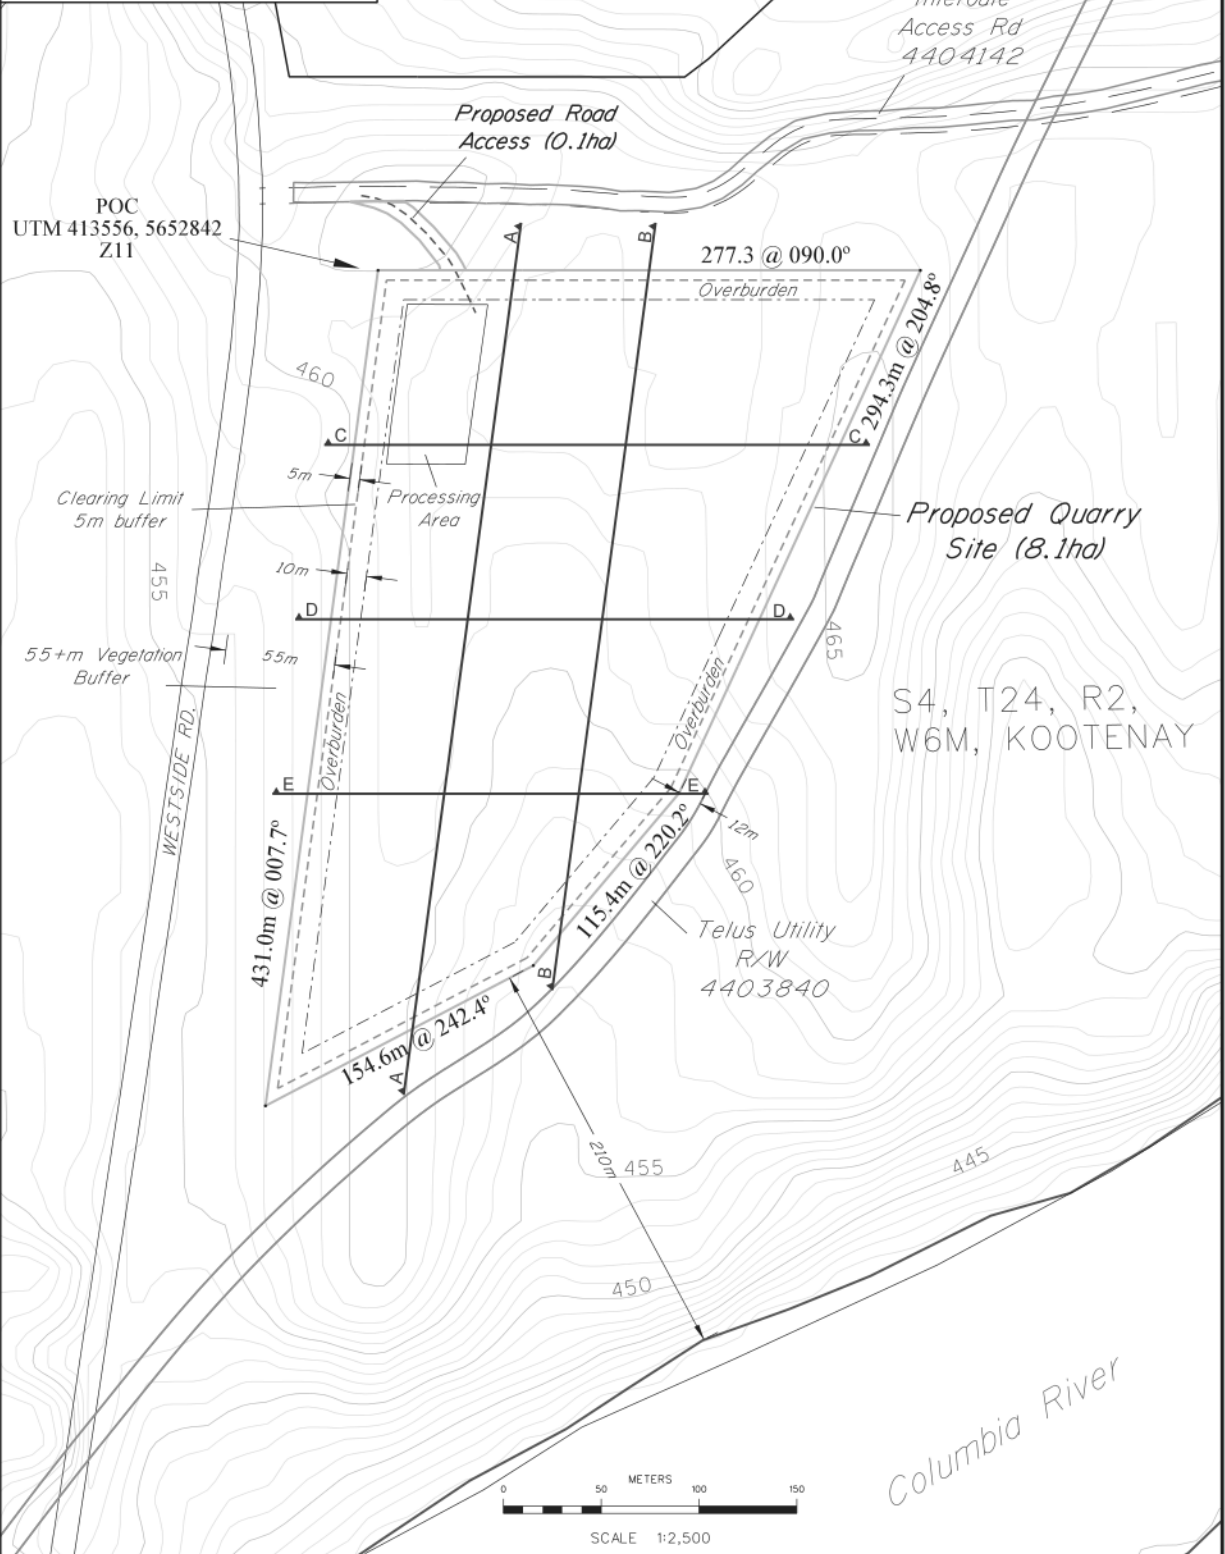 Access Rd
4404142
Proposed Road
Access (0.1ha)
POC
UTM 413556, 5652842
Z11
A
B
277.3 @ 090.0º
Overburden
294.3m @ 204.8º
460
C
C
5m
Processing
Area
Clearing Limit
5m buffer
Proposed Quarry
Site (8.1ha)
10m
455
D
D
465
55+m Vegetation
Buffer
55m
Overburden
Overburden
S4, T24, R2,
W6M, KOOTENAY
WESTSIDE RD.
E
E
12m
431.0m @ 007.7º
115.4m @ 220.2º
460
Telus Utility
R/W
4403840
B
154.6m @ 242.4º
A
210m
455
445
450
Columbia River
METERS
0 50 100 150
SCALE 1:2,500